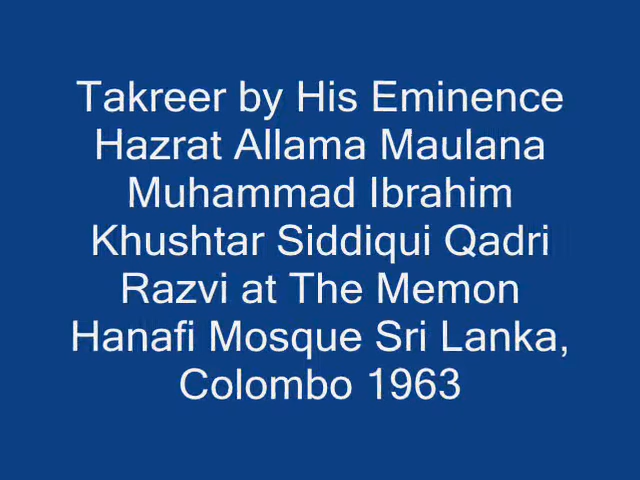 Takreer by His Eminence
Hazrat Allama Maulana
Muhammad Ibrahim
Khushtar Siddiqui Qadri
Razvi at The Memon
Hanafi Mosque Sri Lanka,
Colombo 1963